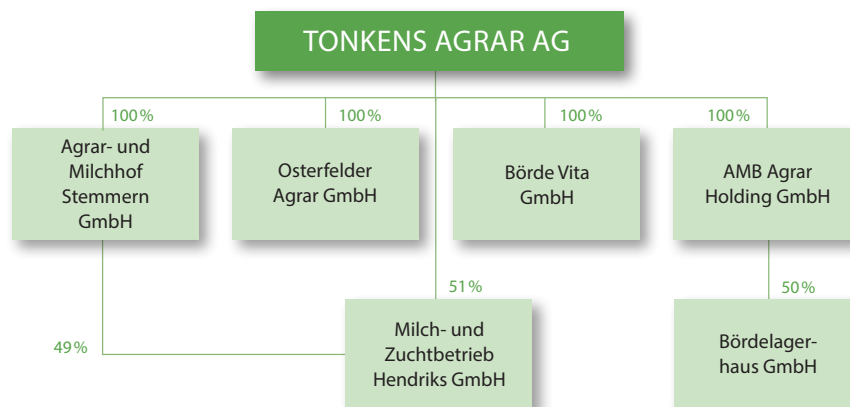 TONKENS AGRAR AG
100%
100%
100%
100%
Agrar- und
Milchhof
Stemmern
GmbH
Osterfelder
Agrar GmbH
Börde Vita
GmbH
AMB Agrar
Holding GmbH
51%
50%
49%
Milch- und
Zuchtbetrieb
Hendriks GmbH
Bördelager-
haus GmbH